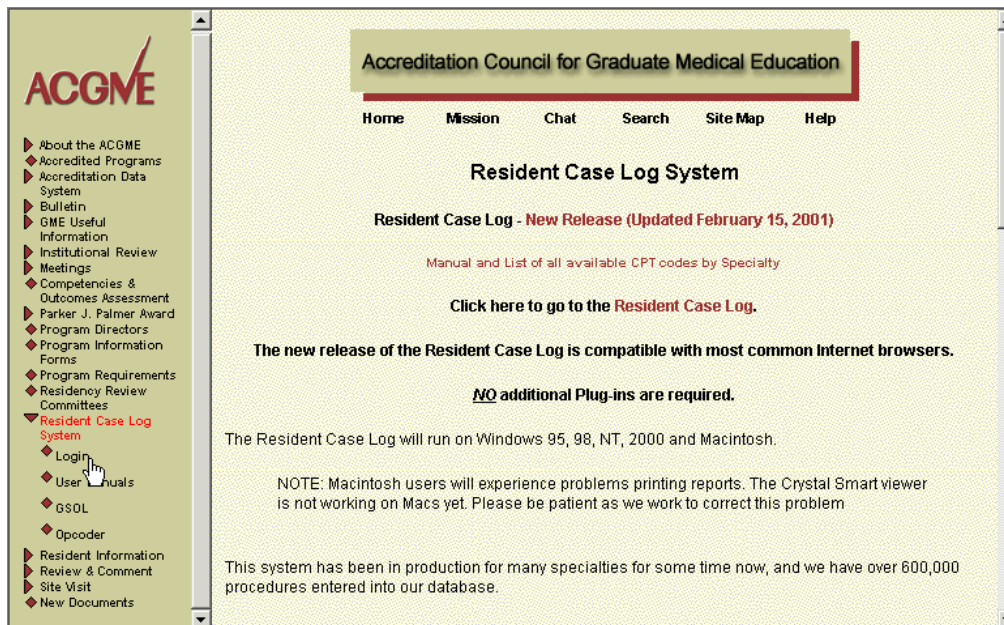 ACGME
About the ACGME
Accredited Programs
Accreditation Data
System
Bulletin
GME Useful
Information
Institutional Review
Meetings
Competencies &
Outcomes Assessment
Parker J. Palmer Award
Program Directors
Program Information
Forms
Program Requirements
Residency Review
Committees
Resident Case Log
System
Login
User Manuals
GSOL
Opcoder
Resident Information
Review & Comment
Site Visit
New Documents
Accreditation Council for Graduate Medical Education
Home Mission Chat Search Site Map Help
Resident Case Log System
Resident Case Log - New Release (Updated February 15, 2001)
Manual and List of all available CPT codes by Specialty
Click here to go to the Resident Case Log.
The new release of the Resident Case Log is compatible with most common Internet browsers.
NO additional Plug-ins are required.
The Resident Case Log will run on Windows 95, 98, NT, 2000 and Macintosh.
NOTE: Macintosh users will experience problems printing reports. The Crystal Smart viewer
is not working on Macs yet. Please be patient as we work to correct this problem
This system has been in production for many specialties for some time now, and we have over 600,000
procedures entered into our database.